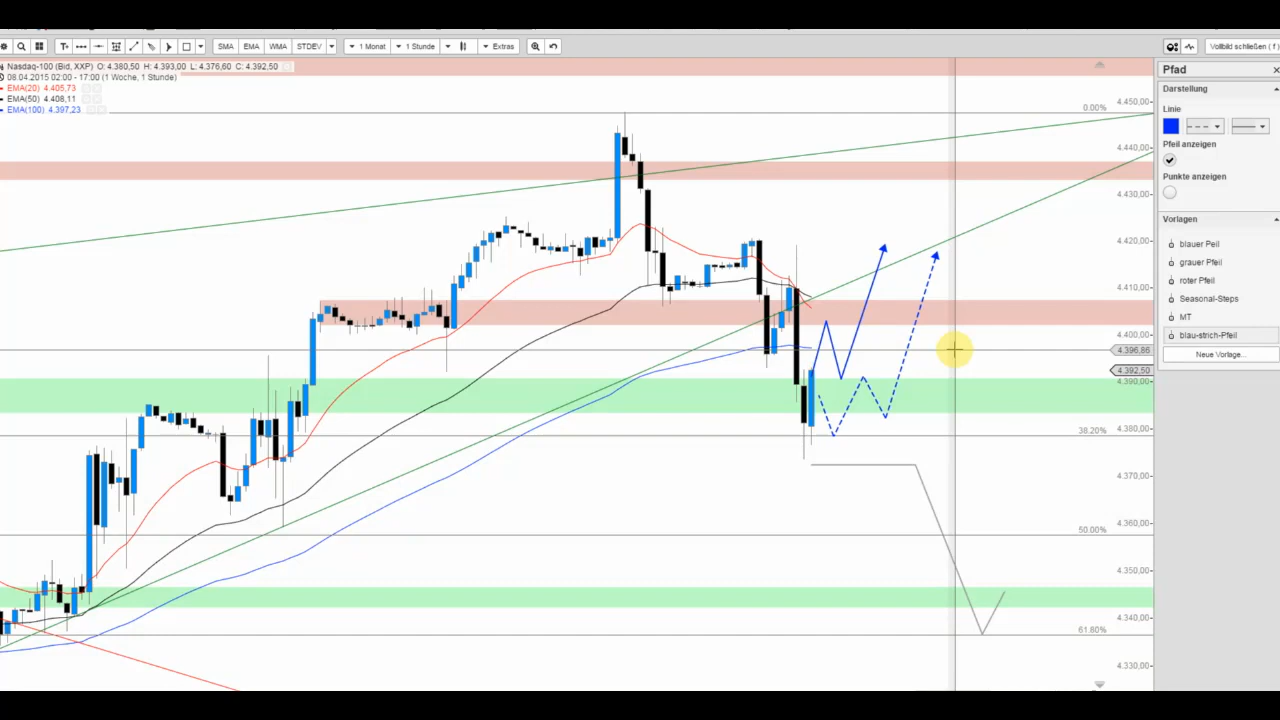 SMA EMA WMA STDEV 1 Monat 1 Stunde Extras Vollbild schließen ( f )
Nasdaq-100 (Bid, XXP) O: 4.380,50 H: 4.393,00 L: 4.376,60 C: 4.392,50
08.04.2015 02:00 - 17:00 (1 Woche, 1 Stunde)
EMA(20) 4.405,73
EMA(50) 4.408,11
EMA(100) 4.397,23
0.00%
38.20%
50.00%
61.80%
4.450,00
4.440,00
4.430,00
4.420,00
4.410,00
4.400,00
4.396,86
4.392,50
4.390,00
4.380,00
4.370,00
4.360,00
4.350,00
4.340,00
4.330,00
Pfad
Darstellung
Linie
Pfeil anzeigen
Punkte anzeigen
Vorlagen
blauer Peil
grauer Pfeil
roter Pfeil
Seasonal-Steps
MT
blau-strich-Pfeil
Neue Vorlage...